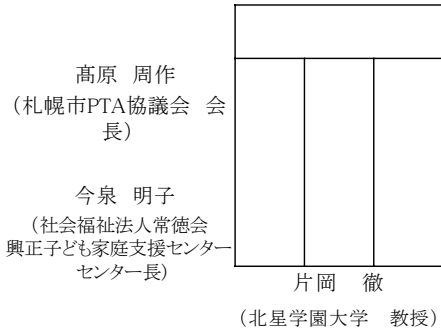 髙原 周作
(札幌市PTA協議会 会
長)
今泉 明子
(社会福祉法人常徳会
興正子ども家庭支援センター
センター長)
片岡 徹
(北星学園大学 教授)